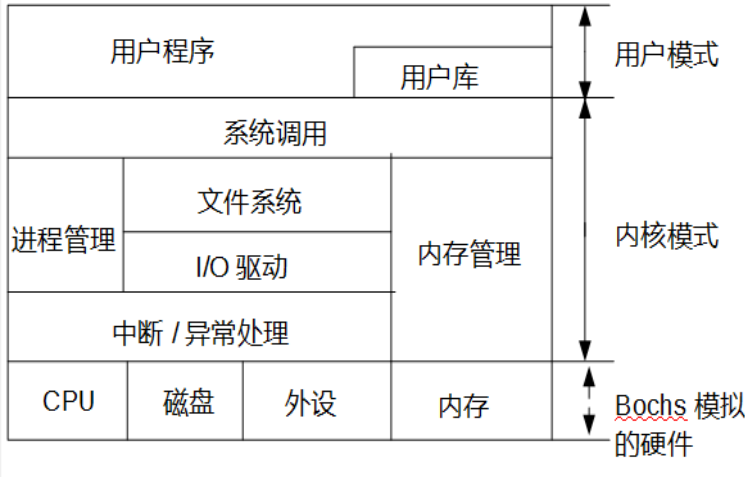 用户程序
用户库
用户模式
系统调用
进程管理
文件系统
I/O 驱动
内存管理
内核模式
中断 / 异常处理
CPU
磁盘
外设
内存
Bochs 模拟
的硬件